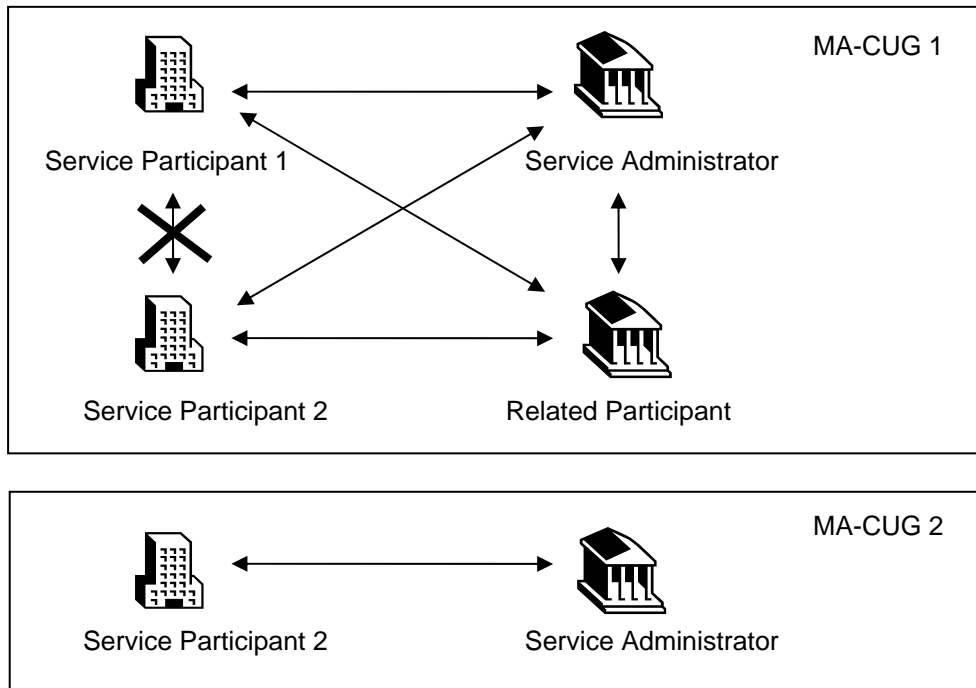 MA-CUG 1
Service Participant 1
Service Administrator
Service Participant 2
Related Participant
MA-CUG 2
Service Participant 2
Service Administrator